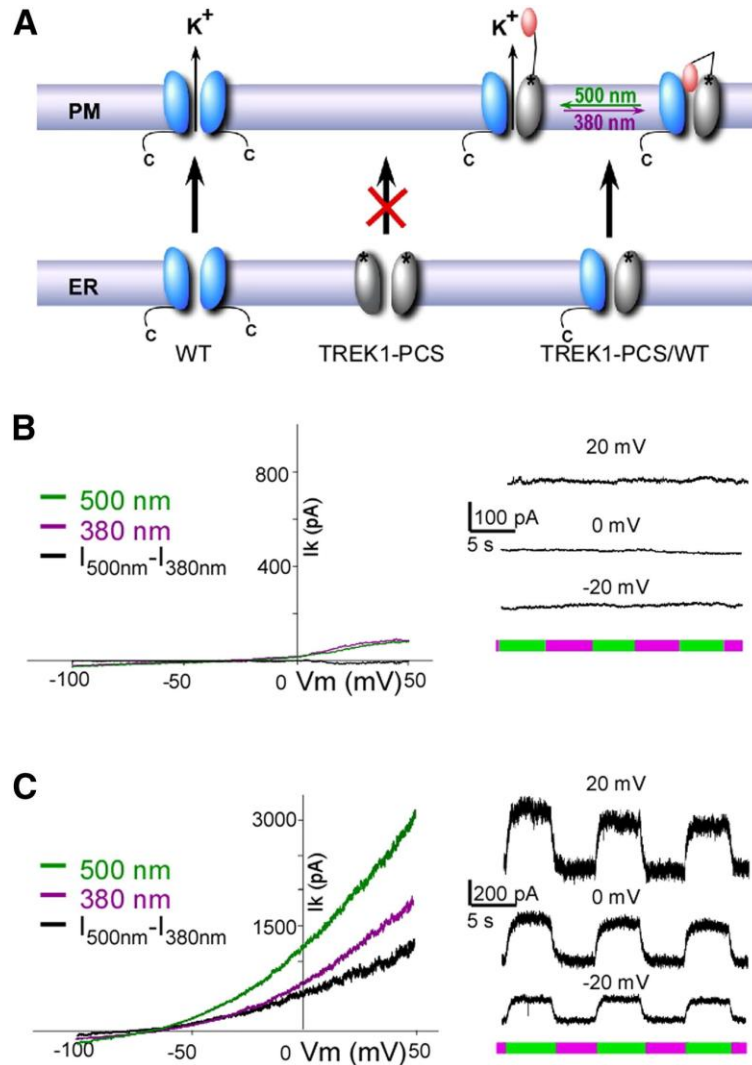 A
K+
K+
PM
500 nm
380 nm
*
*
C
C
C
C
ER
*
*
*
C
C
C
WT
TREK1-PCS
TREK1-PCS/WT
B
500 nm
380 nm
I500nm-I380nm
Ik (pA)
800
400
-100
-50
0
Vm (mV)
50
20 mV
100 pA
5 s
0 mV
-20 mV
C
500 nm
380 nm
I500nm-I380nm
Ik (pA)
3000
1500
-100
-50
0
Vm (mV)
50
20 mV
200 pA
5 s
0 mV
-20 mV